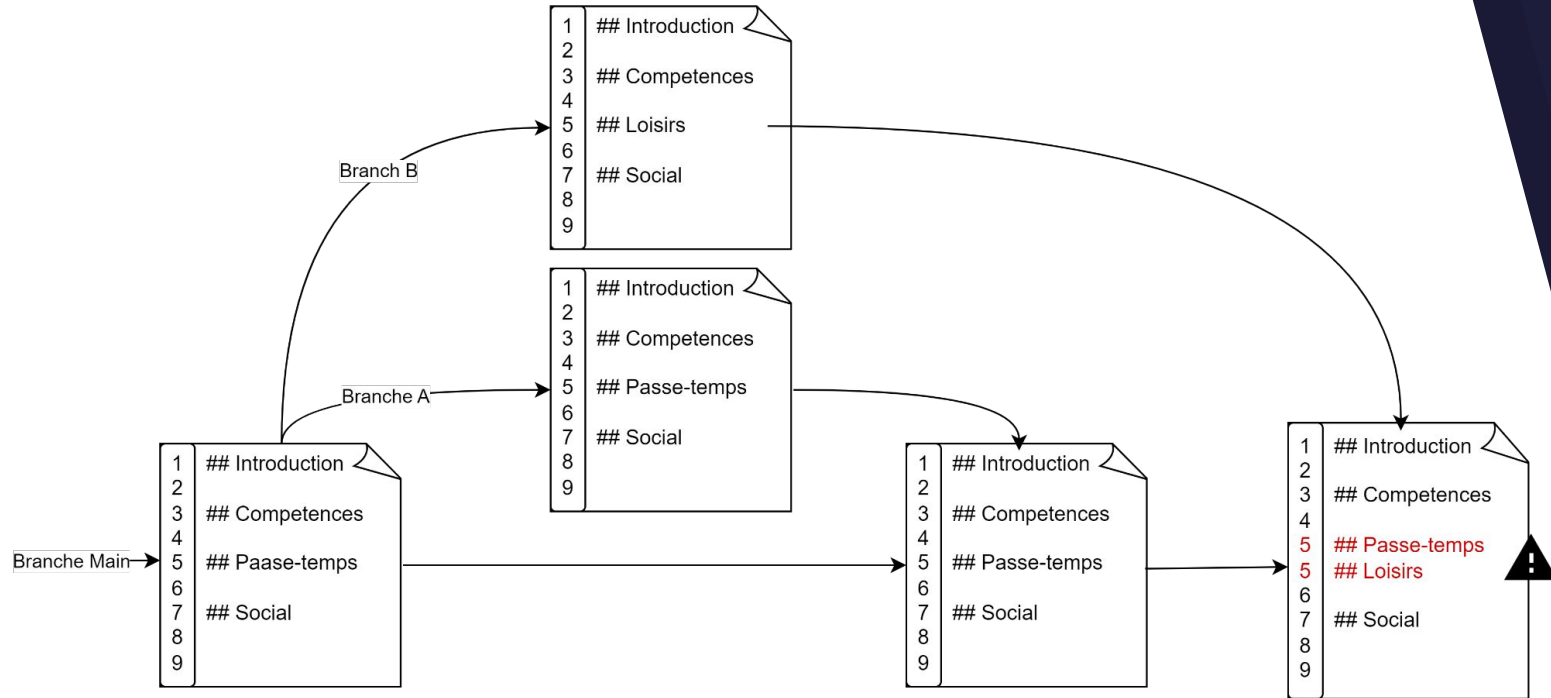 1 ## Introduction
2
3 ## Competences
4
5 ## Loisirs
6
7 ## Social
8
9
Branch B
1 ## Introduction
2
3 ## Competences
4
5 ## Passe-temps
6
7 ## Social
8
9
Branche A
Branche Main
1 ## Introduction
2
3 ## Competences
4
5 ## Paase-temps
6
7 ## Social
8
9
1 ## Introduction
2
3 ## Competences
4
5 ## Passe-temps
6
7 ## Social
8
9
1 ## Introduction
2
3 ## Competences
4
5 ## Passe-temps
5 ## Loisirs
6
7 ## Social
8
9
!